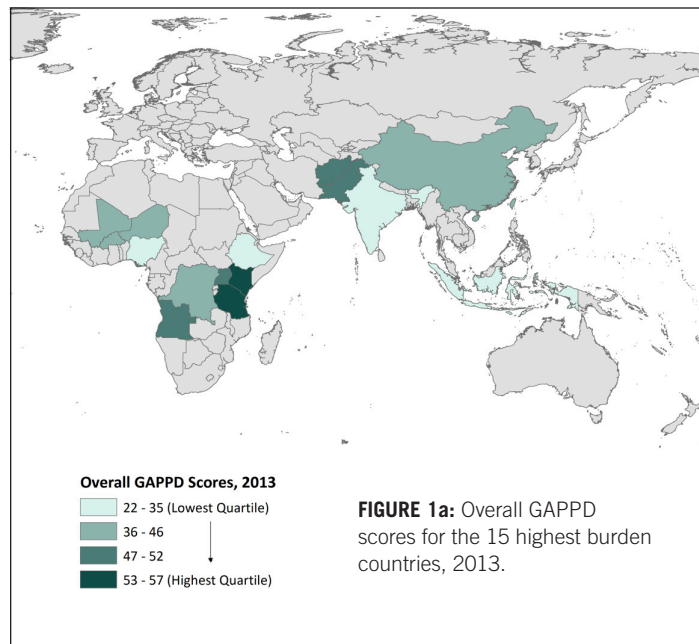 Overall GAPPD Scores, 2013
22 - 35 (Lowest Quartile)
36 - 46
47 - 52
53 - 57 (Highest Quartile)
FIGURE 1a: Overall GAPPD
scores for the 15 highest burden
countries, 2013.